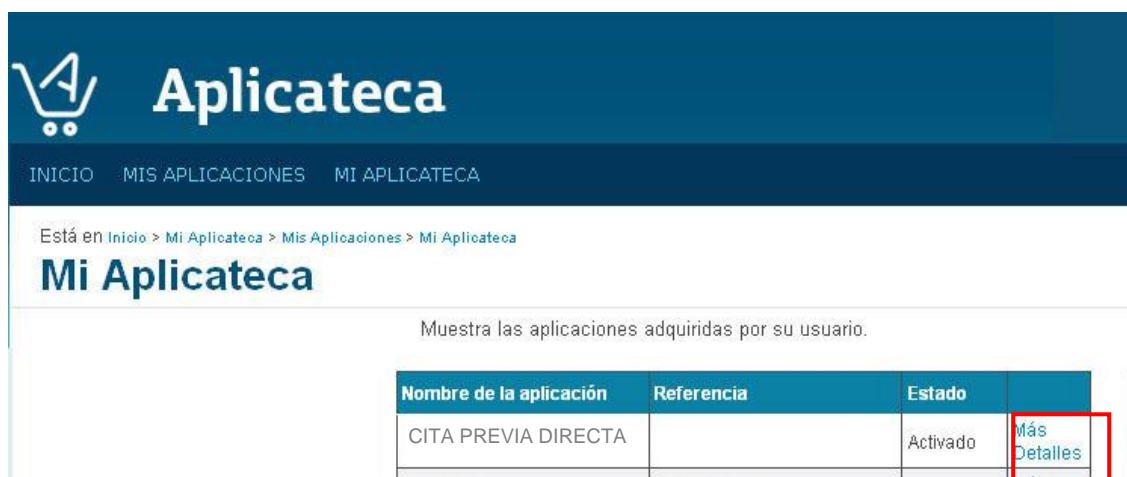 Aplicateca
INICIO MIS APLICACIONES MI APLICATECA
Está en Inicio > Mi Aplicateca > Mis Aplicaciones > Mi Aplicateca
Mi Aplicateca
Muestra las aplicaciones adquiridas por su usuario.
Nombre de la aplicación Referencia Estado
CITA PREVIA DIRECTA Activado Más
Detalles